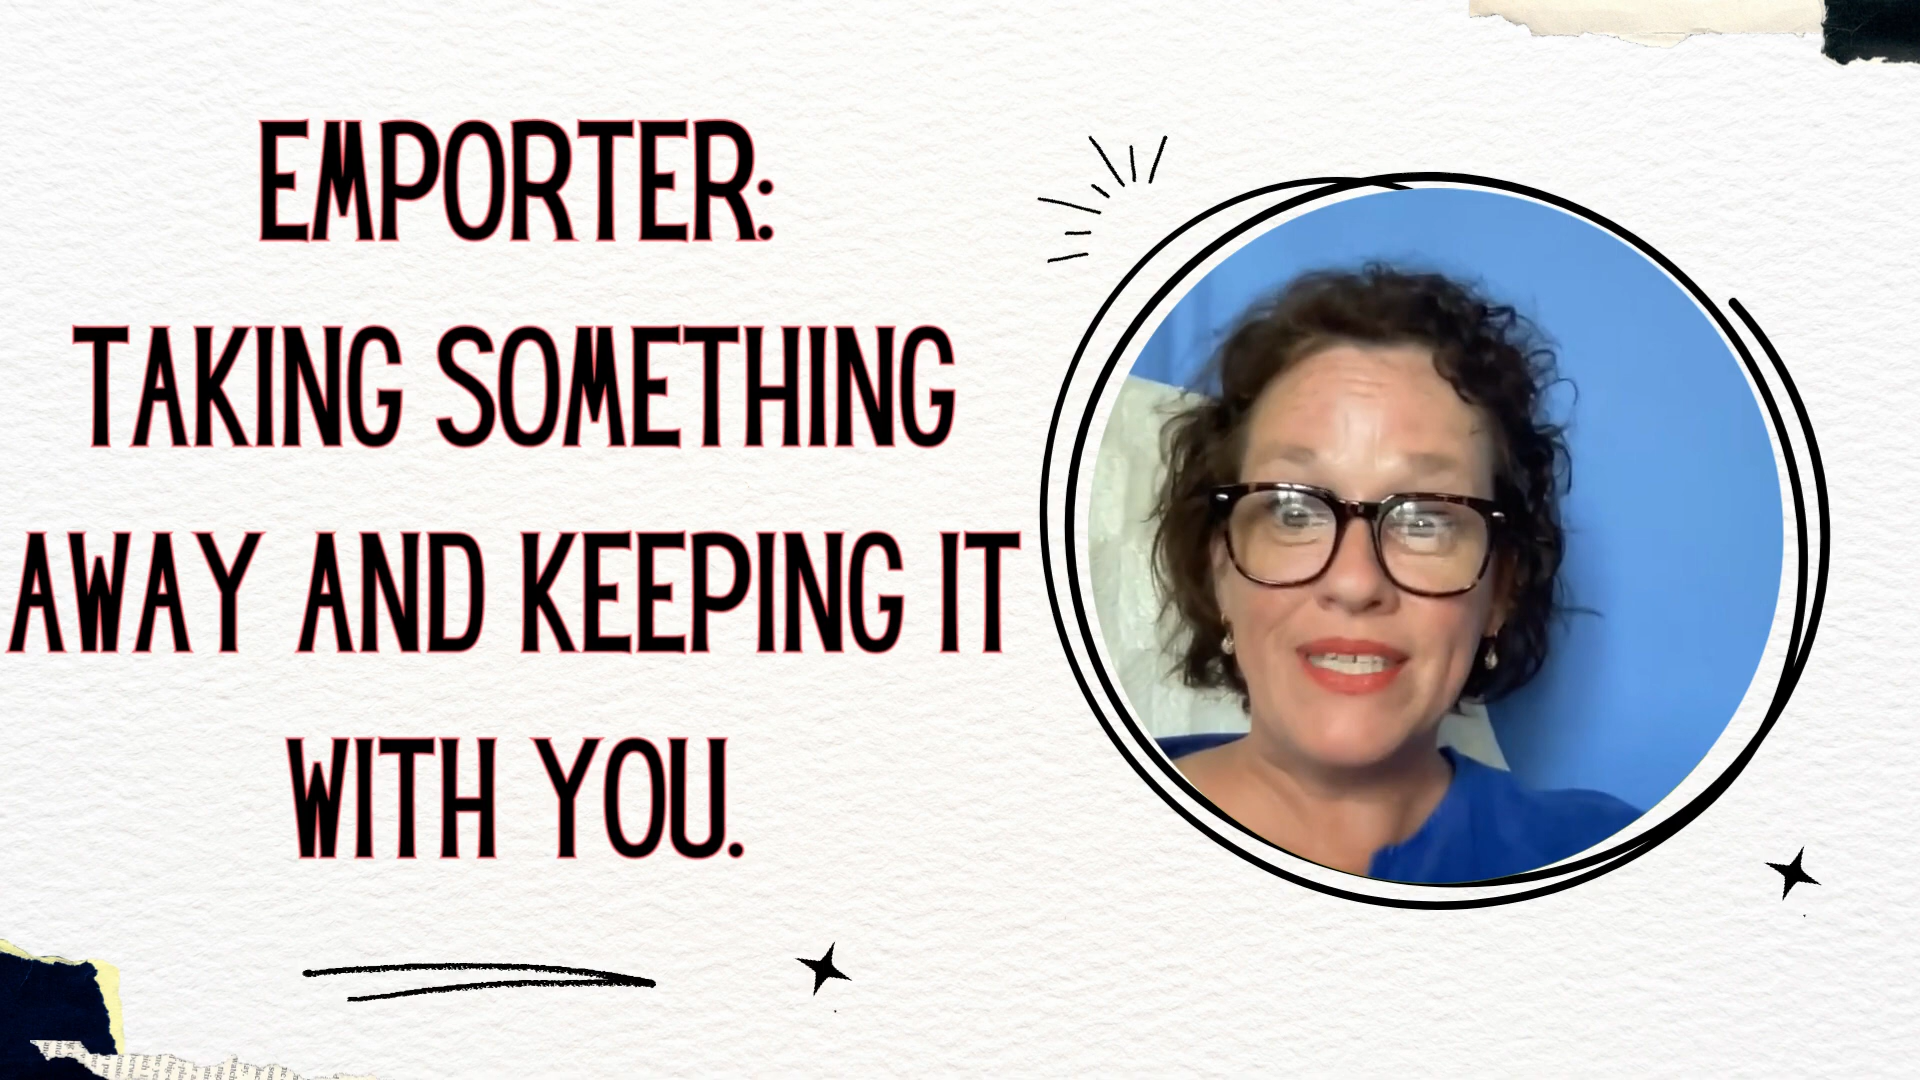 EMPORTER:
TAKING SOMETHING
AWAY AND KEEPING IT
WITH YOU.